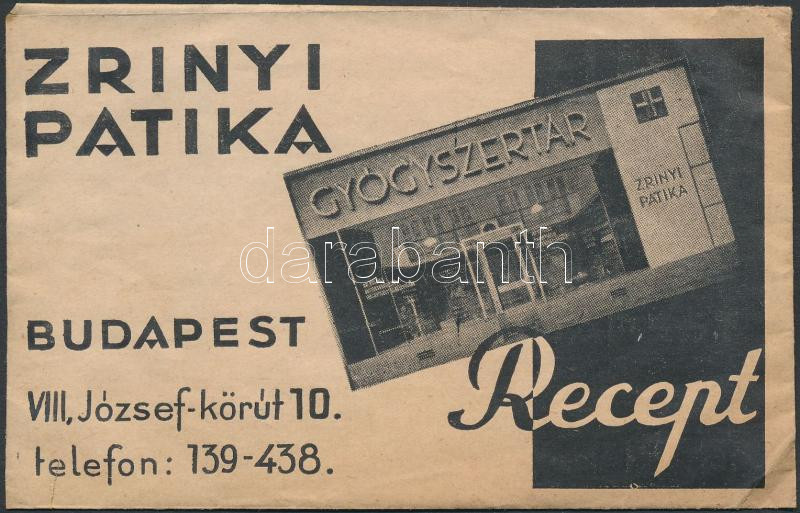 ZRINYI
PATIKA
GYÓGYSZERTÁR
ZRINYI
PATIKA
darabanth
BUDAPEST
VIII, József-körút 10.
telefon: 139-438.
Recept